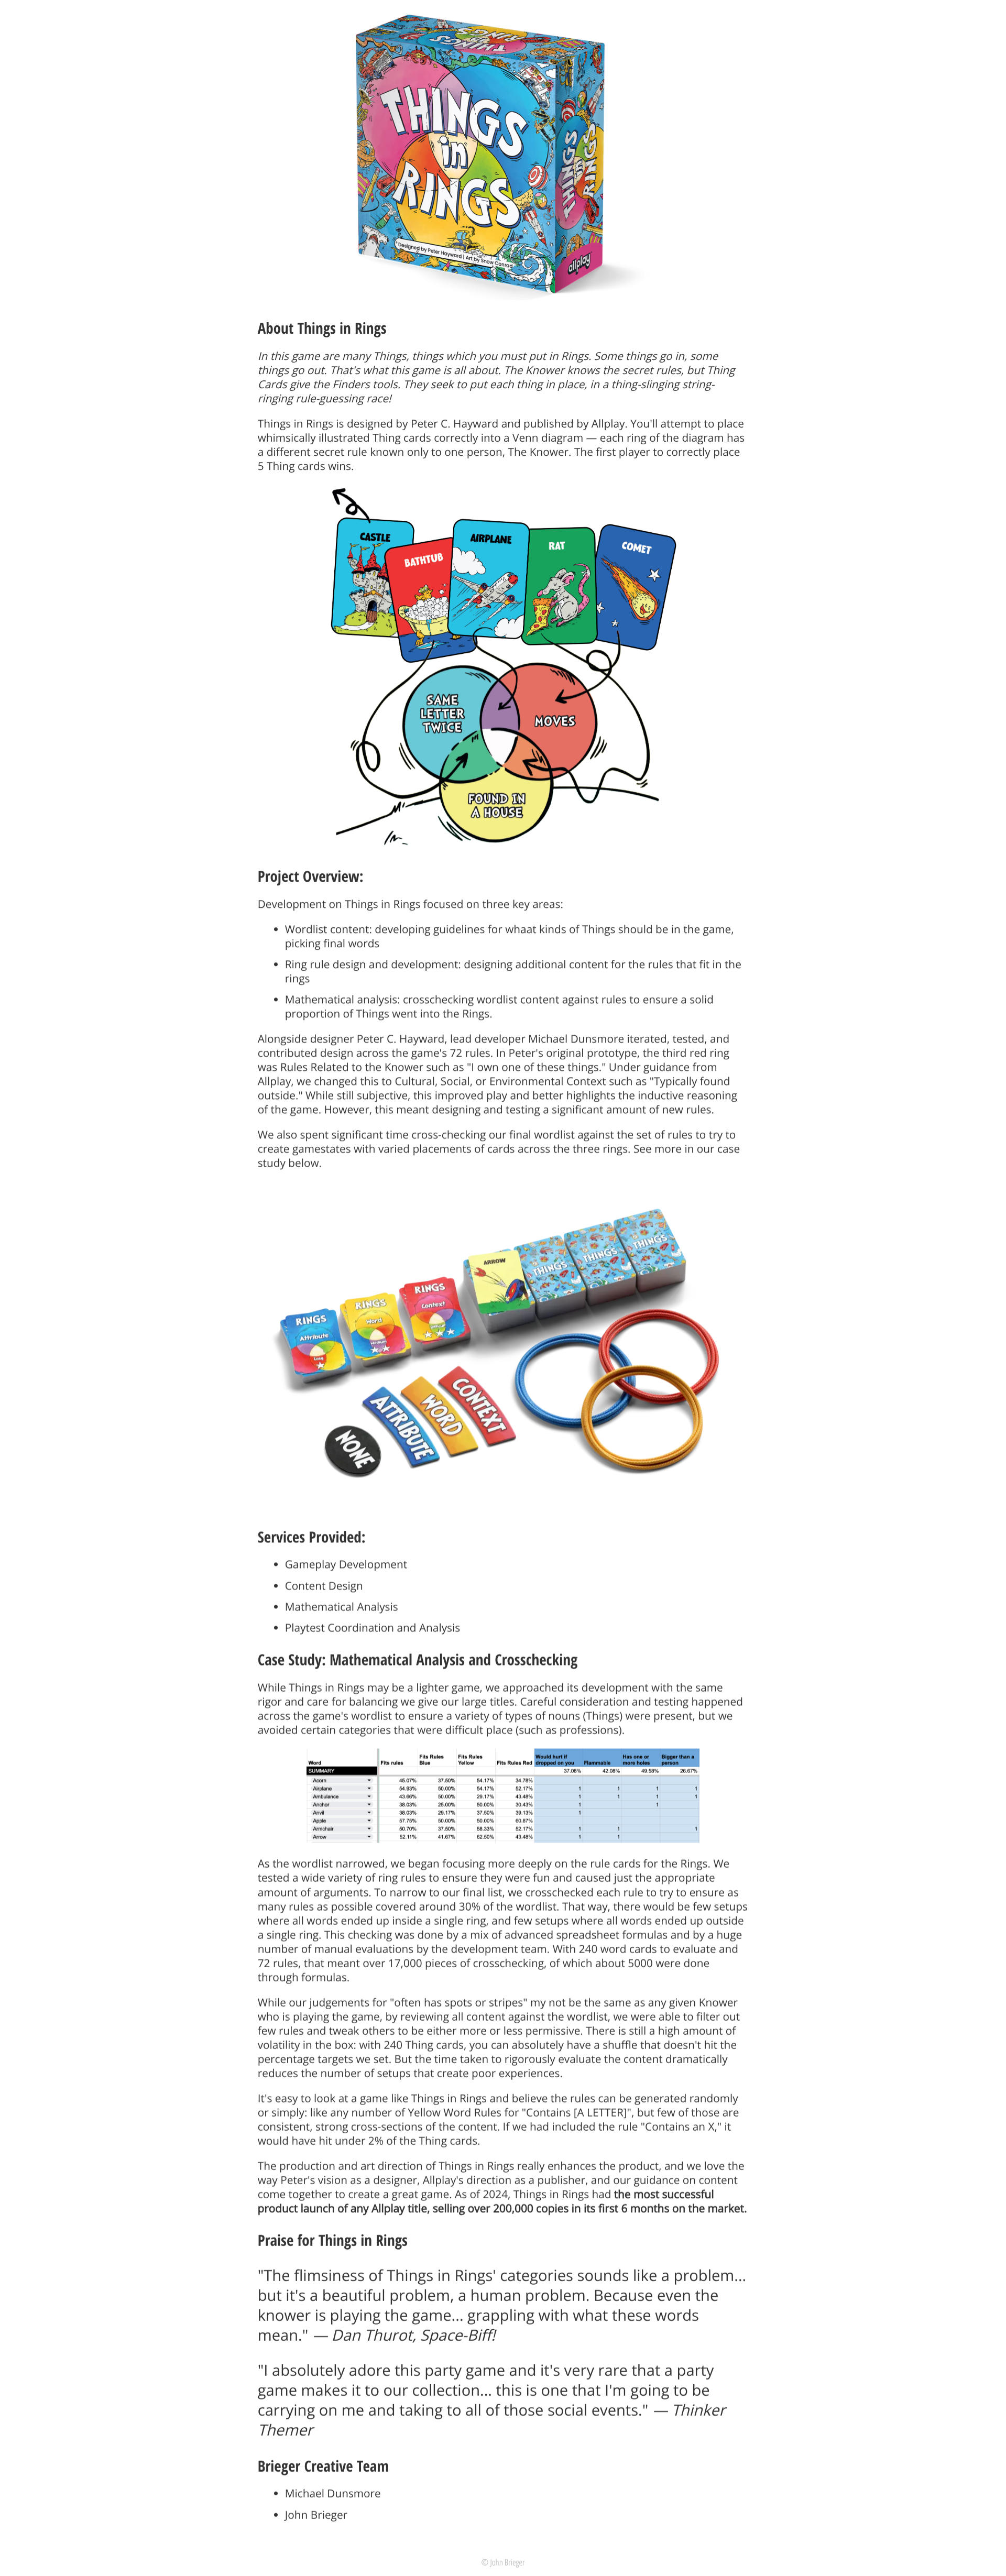 THINGS
in
RINGS
THINGS
in
RINGS
THINGS
RINGS
Designed by Peter Hayward | Art by Snow Conrad
allplay
About Things in Rings
In this game are many Things, things which you must put in Rings. Some things go in, some
things go out. That's what this game is all about. The Knower knows the secret rules, but Thing
Cards give the Finders tools. They seek to put each thing in place, in a thing-slinging string-
ringing rule-guessing race!
Things in Rings is designed by Peter C. Hayward and published by Allplay. You'll attempt to place
whimsically illustrated Thing cards correctly into a Venn diagram — each ring of the diagram has
a different secret rule known only to one person, The Knower. The first player to correctly place
5 Thing cards wins.
CASTLE
BATHTUB
AIRPLANE
RAT
COMET
SAME
LETTER
TWICE
MOVES
FOUND IN
A HOUSE
Project Overview:
Development on Things in Rings focused on three key areas:
• Wordlist content: developing guidelines for whaat kinds of Things should be in the game,
picking final words
• Ring rule design and development: designing additional content for the rules that fit in the
rings
• Mathematical analysis: crosschecking wordlist content against rules to ensure a solid
proportion of Things went into the Rings.
Alongside designer Peter C. Hayward, lead developer Michael Dunsmore iterated, tested, and
contributed design across the game's 72 rules. In Peter's original prototype, the third red ring
was Rules Related to the Knower such as "I own one of these things." Under guidance from
Allplay, we changed this to Cultural, Social, or Environmental Context such as "Typically found
outside." While still subjective, this improved play and better highlights the inductive reasoning
of the game. However, this meant designing and testing a significant amount of new rules.
We also spent significant time cross-checking our final wordlist against the set of rules to try to
create gamestates with varied placements of cards across the three rings. See more in our case
study below.
RINGS
Attribute
RINGS
Word
RINGS
Context
ARROW
THINGS
THINGS
THINGS
NONE
ATTRIBUTE
WORD
CONTEXT
Services Provided:
• Gameplay Development
• Content Design
• Mathematical Analysis
• Playtest Coordination and Analysis
Case Study: Mathematical Analysis and Crosschecking
While Things in Rings may be a lighter game, we approached its development with the same
rigor and care for balancing we give our large titles. Careful consideration and testing happened
across the game's wordlist to ensure a variety of types of nouns (Things) were present, but we
avoided certain categories that were difficult place (such as professions).
Word Fits rules Fits Rules Blue Fits Rules Yellow Fits Rules Red Would hurt if dropped on you Flammable Has one or more holes Bigger than a person
SUMMARY 37.08% 42.08% 49.58% 26.67%
Acorn 45.07% 37.50% 54.17% 34.78%
Airplane 54.93% 50.00% 54.17% 52.17% 1 1 1 1
Ambulance 43.66% 50.00% 29.17% 43.48% 1 1 1 1
Anchor 38.03% 25.00% 50.00% 30.43% 1 1
Anvil 38.03% 29.17% 37.50% 39.13% 1
Apple 57.75% 50.00% 50.00% 60.87%
Armchair 50.70% 37.50% 58.33% 52.17% 1 1 1
Arrow 52.11% 41.67% 62.50% 43.48% 1 1
As the wordlist narrowed, we began focusing more deeply on the rule cards for the Rings. We
tested a wide variety of ring rules to ensure they were fun and caused just the appropriate
amount of arguments. To narrow to our final list, we crosschecked each rule to try to ensure as
many rules as possible covered around 30% of the wordlist. That way, there would be few setups
where all words ended up inside a single ring, and few setups where all words ended up outside
a single ring. This checking was done by a mix of advanced spreadsheet formulas and by a huge
number of manual evaluations by the development team. With 240 word cards to evaluate and
72 rules, that meant over 17,000 pieces of crosschecking, of which about 5000 were done
through formulas.
While our judgements for "often has spots or stripes" my not be the same as any given Knower
who is playing the game, by reviewing all content against the wordlist, we were able to filter out
few rules and tweak others to be either more or less permissive. There is still a high amount of
volatility in the box: with 240 Thing cards, you can absolutely have a shuffle that doesn't hit the
percentage targets we set. But the time taken to rigorously evaluate the content dramatically
reduces the number of setups that create poor experiences.
It's easy to look at a game like Things in Rings and believe the rules can be generated randomly
or simply: like any number of Yellow Word Rules for "Contains [A LETTER]", but few of those are
consistent, strong cross-sections of the content. If we had included the rule "Contains an X," it
would have hit under 2% of the Thing cards.
The production and art direction of Things in Rings really enhances the product, and we love the
way Peter's vision as a designer, Allplay's direction as a publisher, and our guidance on content
come together to create a great game. As of 2024, Things in Rings had the most successful
product launch of any Allplay title, selling over 200,000 copies in its first 6 months on the market.
Praise for Things in Rings
"The flimsiness of Things in Rings' categories sounds like a problem...
but it's a beautiful problem, a human problem. Because even the
knower is playing the game... grappling with what these words
mean." — Dan Thurot, Space-Biff!
"I absolutely adore this party game and it's very rare that a party
game makes it to our collection... this is one that I'm going to be
carrying on me and taking to all of those social events." — Thinker
Themer
Brieger Creative Team
• Michael Dunsmore
• John Brieger
© John Brieger